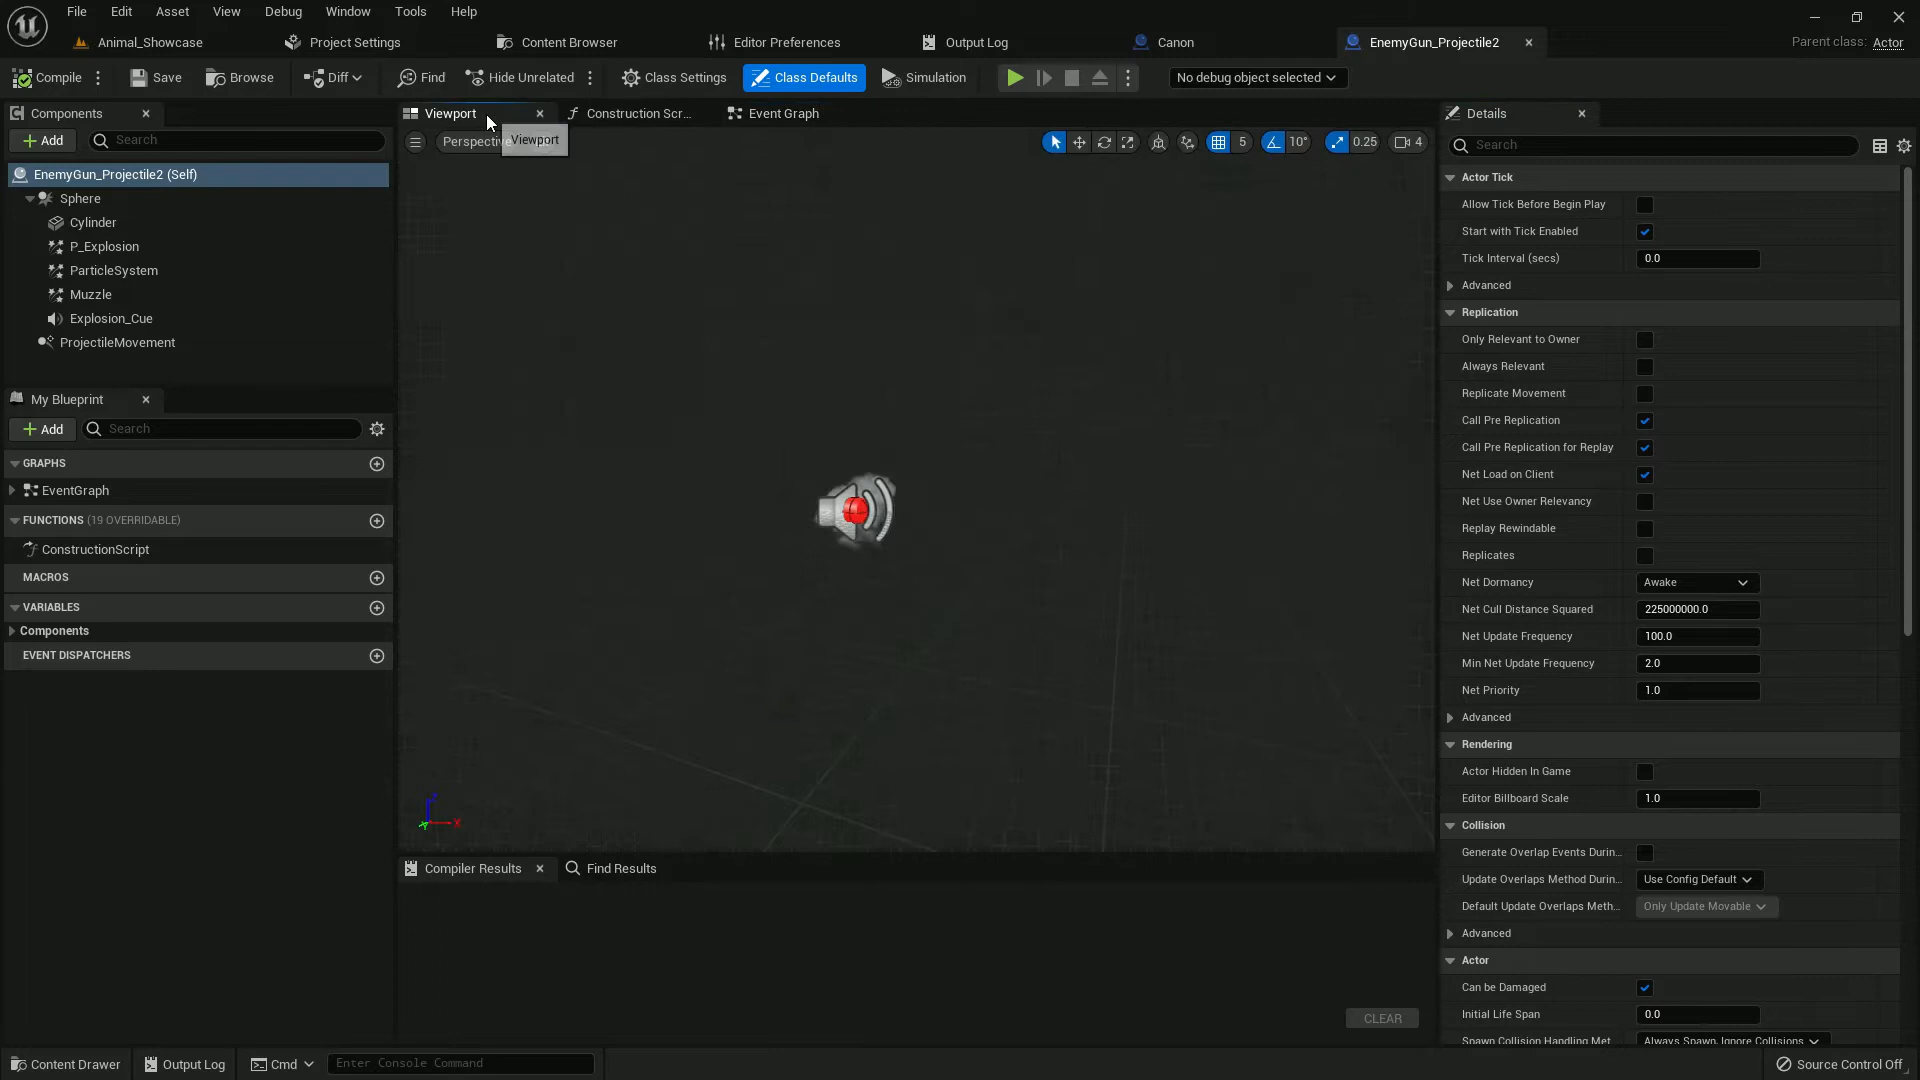 File Edit Asset View Debug Window Tools Help
Animal_Showcase Project Settings Content Browser Editor Preferences Output Log Canon EnemyGun_Projectile2 Parent class: Actor
Compile Save Browse Diff Find Hide Unrelated Class Settings Class Defaults Simulation No debug object selected
Components
Add Search
EnemyGun_Projectile2 (Self)
Sphere
Cylinder
P_Explosion
ParticleSystem
Muzzle
Explosion_Cue
ProjectileMovement
My Blueprint
Add Search
GRAPHS
EventGraph
FUNCTIONS (19 OVERRIDABLE)
ConstructionScript
MACROS
VARIABLES
Components
EVENT DISPATCHERS
Viewport Construction Scr... Event Graph
Perspective Viewport 5 10° 0.25 4
Z
X
Y
Compiler Results Find Results
CLEAR
Details
Search
Actor Tick
Allow Tick Before Begin Play
Start with Tick Enabled
Tick Interval (secs) 0.0
Advanced
Replication
Only Relevant to Owner
Always Relevant
Replicate Movement
Call Pre Replication
Call Pre Replication for Replay
Net Load on Client
Net Use Owner Relevancy
Replay Rewindable
Replicates
Net Dormancy Awake
Net Cull Distance Squared 225000000.0
Net Update Frequency 100.0
Min Net Update Frequency 2.0
Net Priority 1.0
Advanced
Rendering
Actor Hidden In Game
Editor Billboard Scale 1.0
Collision
Generate Overlap Events Durin...
Update Overlaps Method Durin... Use Config Default
Default Update Overlaps Meth... Only Update Movable
Advanced
Actor
Can be Damaged
Initial Life Span 0.0
Spawn Collision Handling Met Always Spawn, Ignore Collisions
Content Drawer Output Log Cmd Enter Console Command Source Control Off